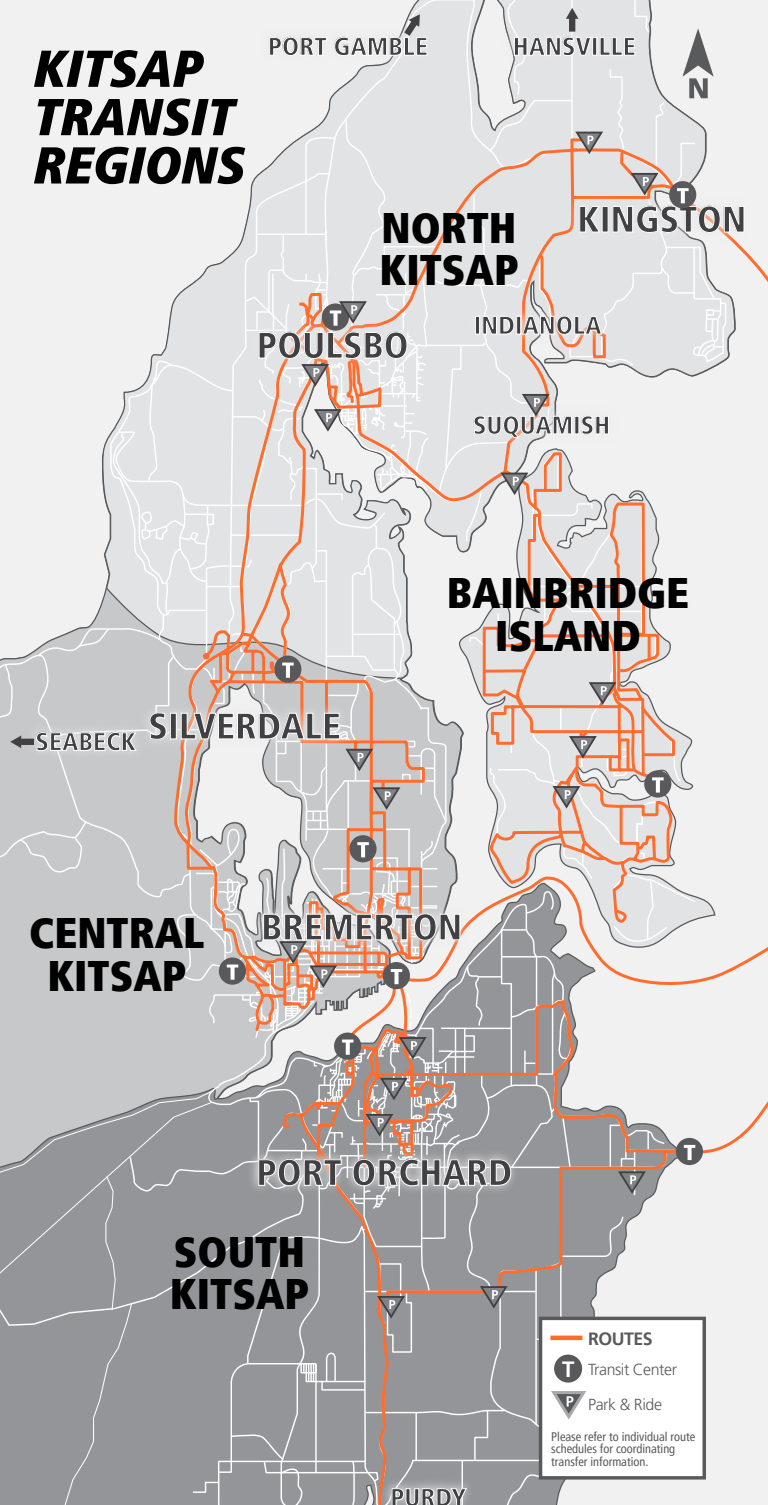 PORT GAMBLE
HANSVILLE
KITSAP
TRANSIT
REGIONS
N
P
P
T
KINGSTON
NORTH
KITSAP
T
P
INDIANOLA
POULSBO
P
P
P
SUQUAMISH
P
BAINBRIDGE
ISLAND
T
P
SILVERDALE
SEABECK
P
P
T
P
P
T
BREMERTON
CENTRAL
KITSAP
P
T
P
T
T
P
P
P
T
PORT ORCHARD
P
SOUTH
KITSAP
P
P
ROUTES
T Transit Center
P Park & Ride
Please refer to individual route
schedules for coordinating
transfer information.
PURDY